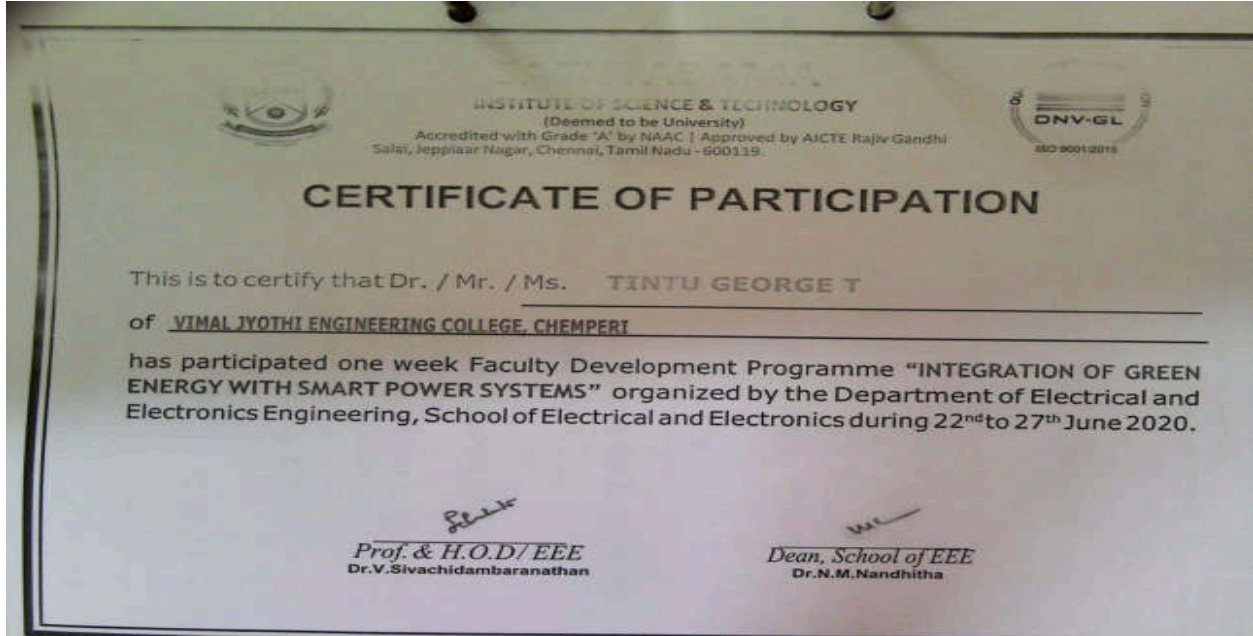 INSTITUTE OF SCIENCE & TECHNOLOGY
(Deemed to be University)
Accredited with Grade "A" by NAAC | Approved by AICTE Rajiv Gandhi
Salai, Jeppiaar Nagar, Chennai, Tamil Nadu - 600119.
DNV-GL
ISO 9001:2015
CERTIFICATE OF PARTICIPATION
This is to certify that Dr. / Mr. / Ms. TINTU GEORGE T
of VIMAL JYOTHI ENGINEERING COLLEGE, CHEMPERI
has participated one week Faculty Development Programme "INTEGRATION OF GREEN
ENERGY WITH SMART POWER SYSTEMS" organized by the Department of Electrical and
Electronics Engineering, School of Electrical and Electronics during 22nd to 27th June 2020.
Prof. & H.O.D/ EEE
Dr.V.Sivachidambaranathan
Dean, School of EEE
Dr.N.M.Nandhitha